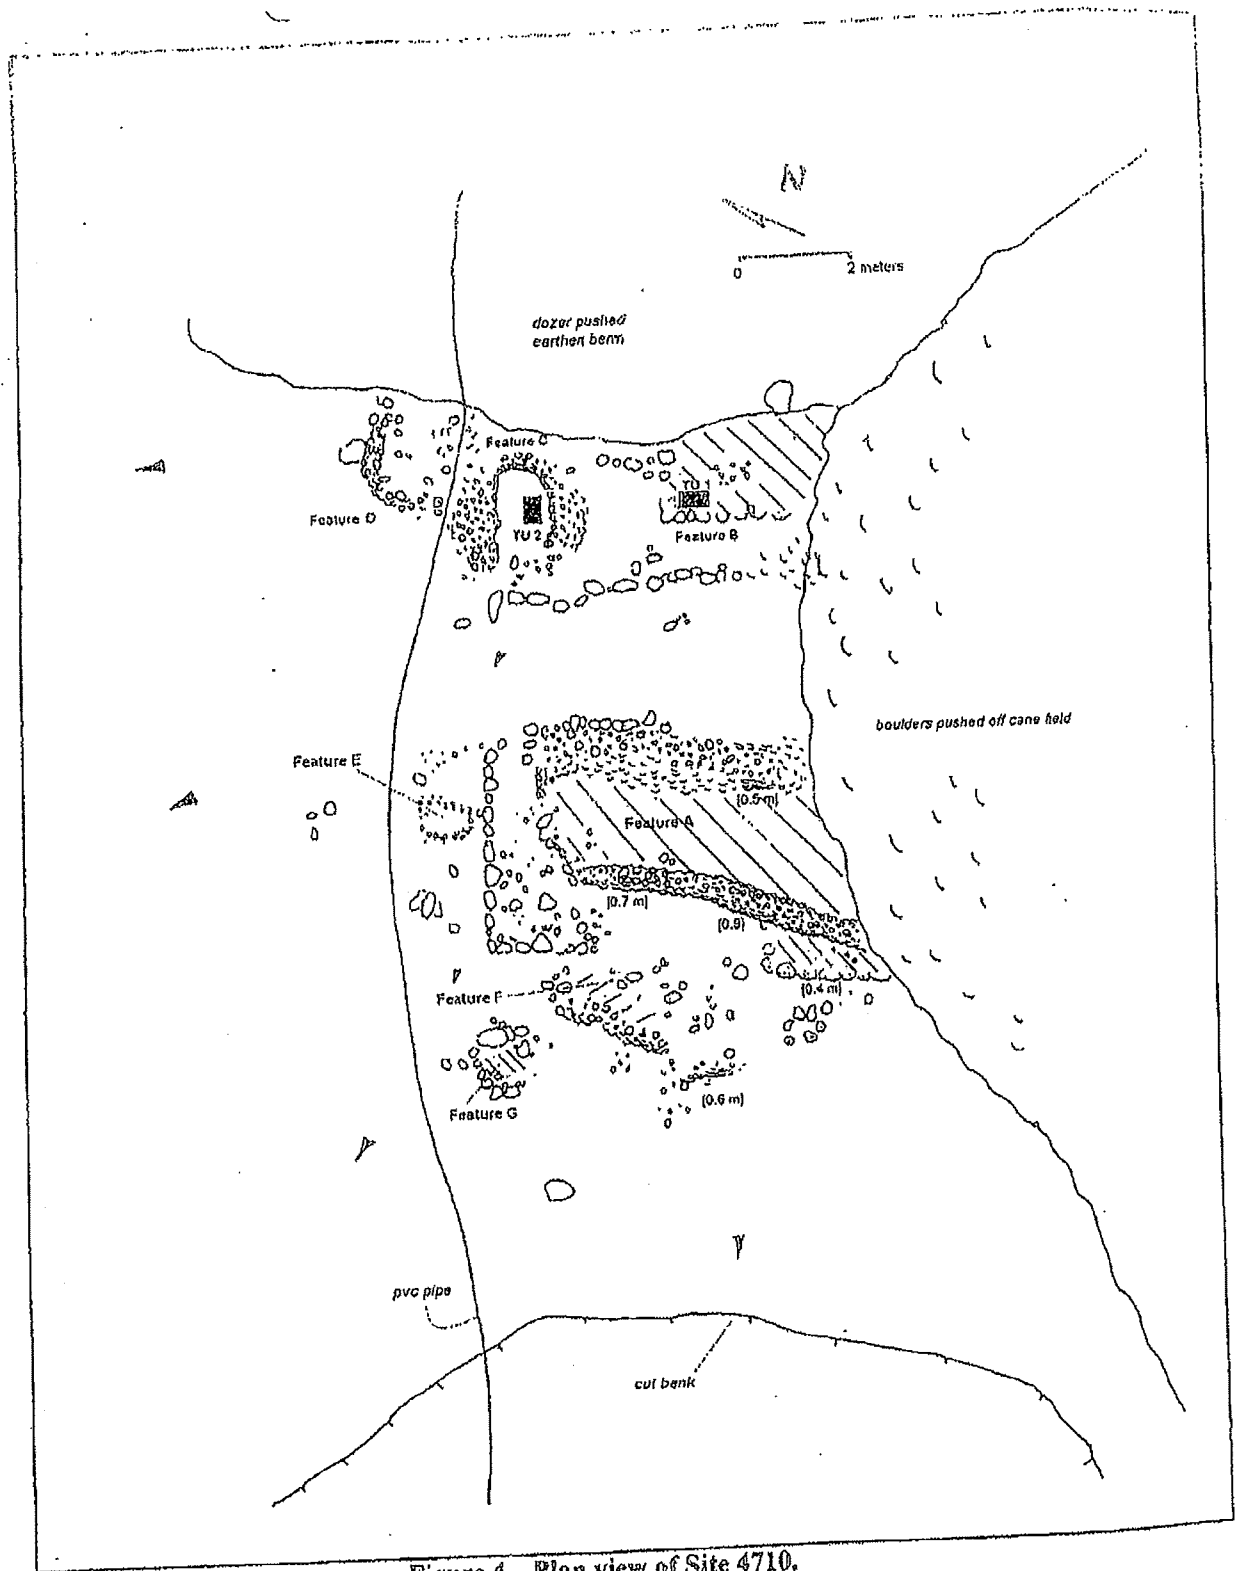 N
0 2 meters
dozer pushed
earthen berm
Feature C
TU 1
Feature D
TU 2
Feature B
boulders pushed off cane field
Feature E
[0.5 m]
Feature A
[0.7 m]
[0.9]
[0.4 m]
Feature F
[0.6 m]
Feature G
pvc pipe
cut bank
Plan view of Site 4710.